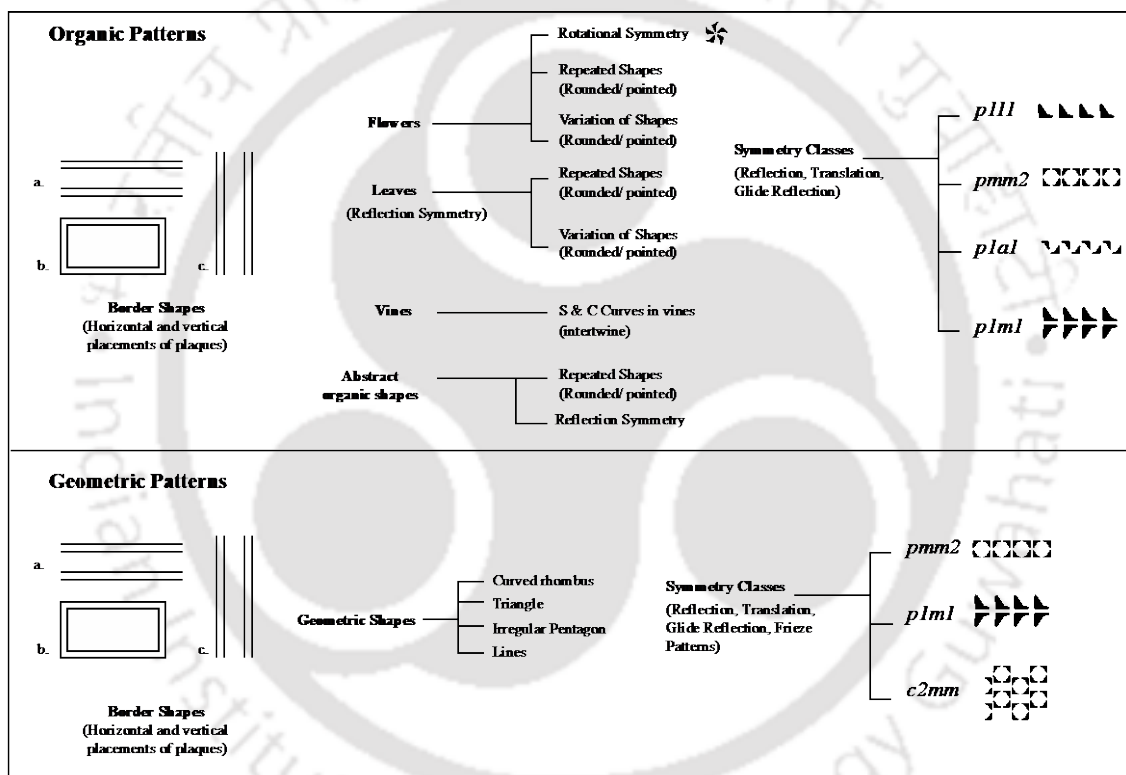 Organic Patterns
Rotational Symmetry
Repeated Shapes
(Rounded/ pointed)
Flowers
Variation of Shapes
(Rounded/ pointed)
Leaves
(Reflection Symmetry)
Repeated Shapes
(Rounded/ pointed)
Variation of Shapes
(Rounded/ pointed)
a.
b.
c.
Border Shapes
(Horizontal and vertical
placements of plaques)
Vines
S & C Curves in vines
(intertwine)
Abstract
organic shapes
Repeated Shapes
(Rounded/ pointed)
Reflection Symmetry
Symmetry Classes
(Reflection, Translation,
Glide Reflection)
p111
pmm2
p1a1
p1m1
Geometric Patterns
a.
b.
c.
Border Shapes
(Horizontal and vertical
placements of plaques)
Geometric Shapes
Curved rhombus
Triangle
Irregular Pentagon
Lines
Symmetry Classes
(Reflection, Translation,
Glide Reflection, Frieze
Patterns)
pmm2
p1m1
c2mm